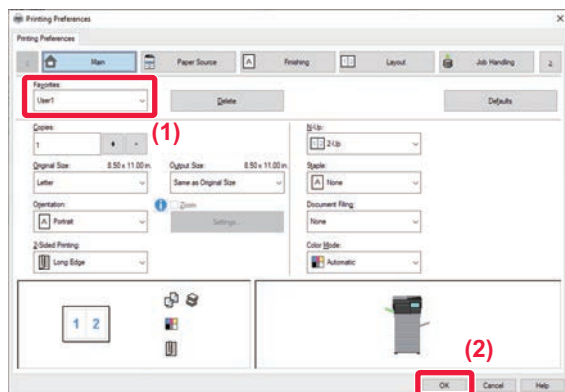 Printing Preferences
Printing Preferences
Main Paper Source Finishing Layout Job Handling
Favorites:
User1 Delete Defaults
(1)
Copies: N-Up:
1 + - 2-Up
Original Size: 8.50 x 11.00 in. Output Size: 8.50 x 11.00 in. Staple:
Letter Same as Original Size None
Orientation: Zoom Document Filing:
Portrait Settings... None
2-Sided Printing: Color Mode:
Long Edge Automatic
1 2
(2)
OK Cancel Help